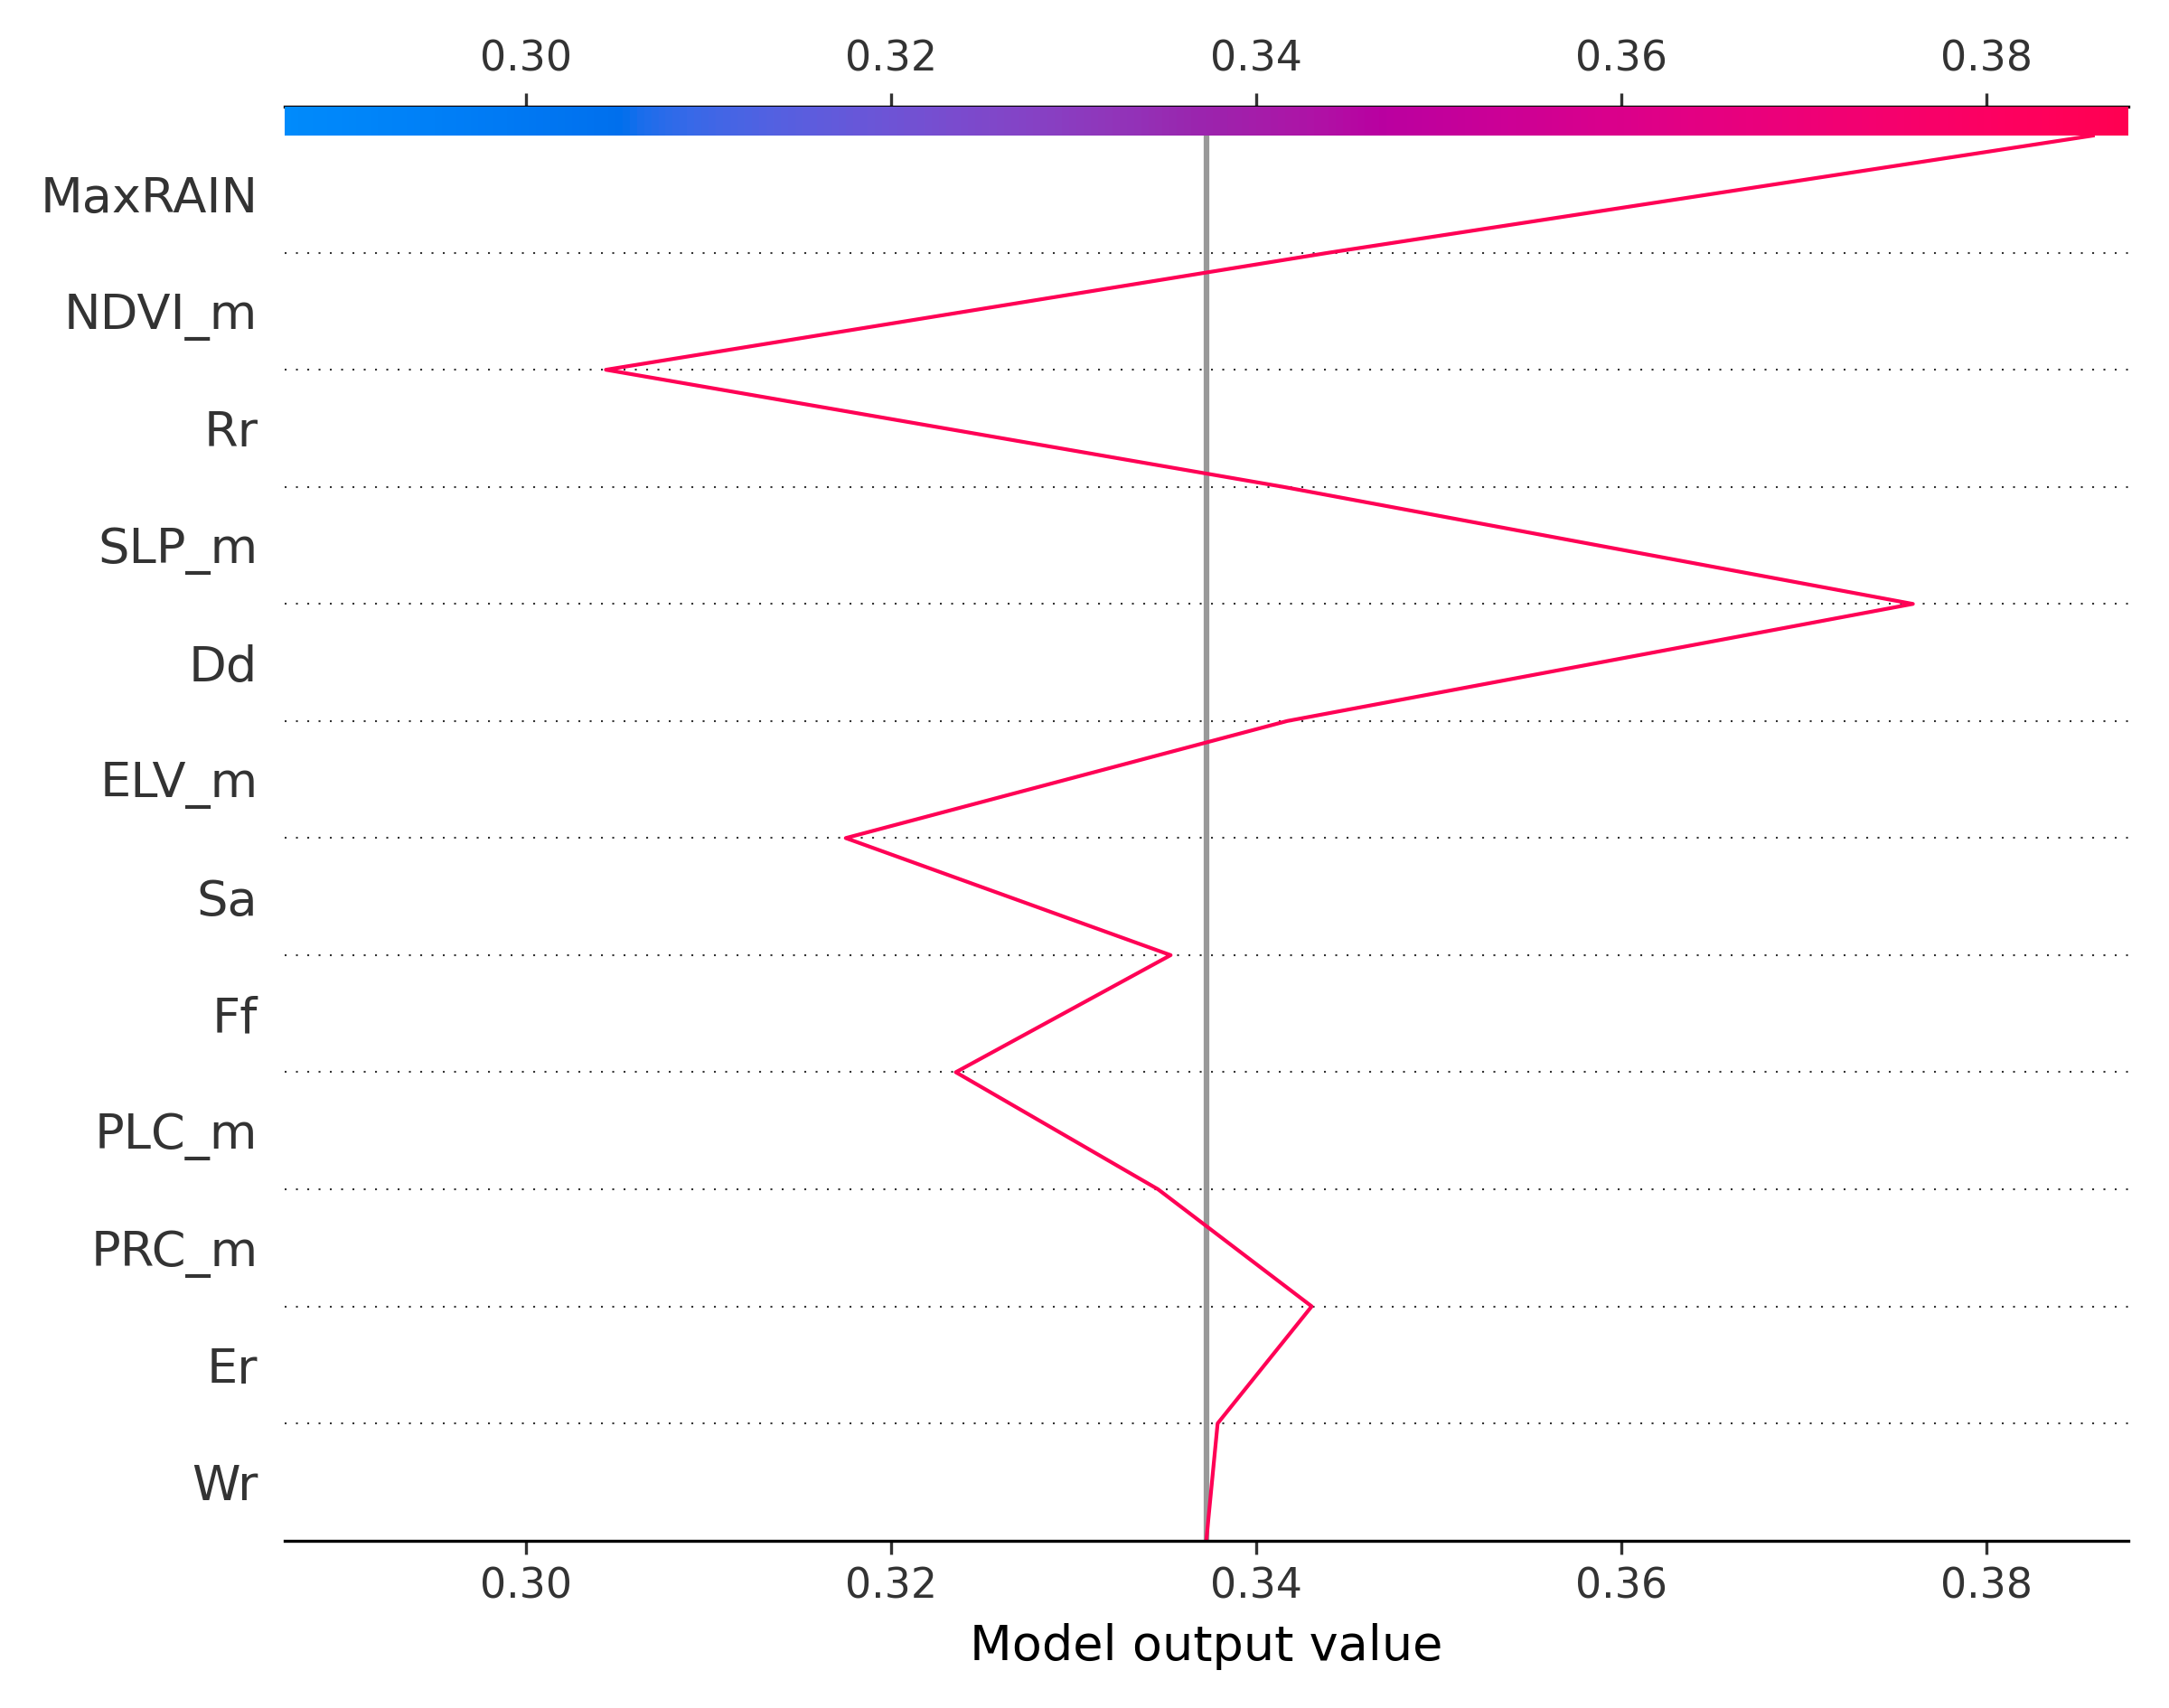 0.30 0.32 0.34 0.36 0.38
MaxRAIN
NDVI_m
Rr
SLP_m
Dd
ELV_m
Sa
Ff
PLC_m
PRC_m
Er
Wr
0.30 0.32 0.34 0.36 0.38
Model output value